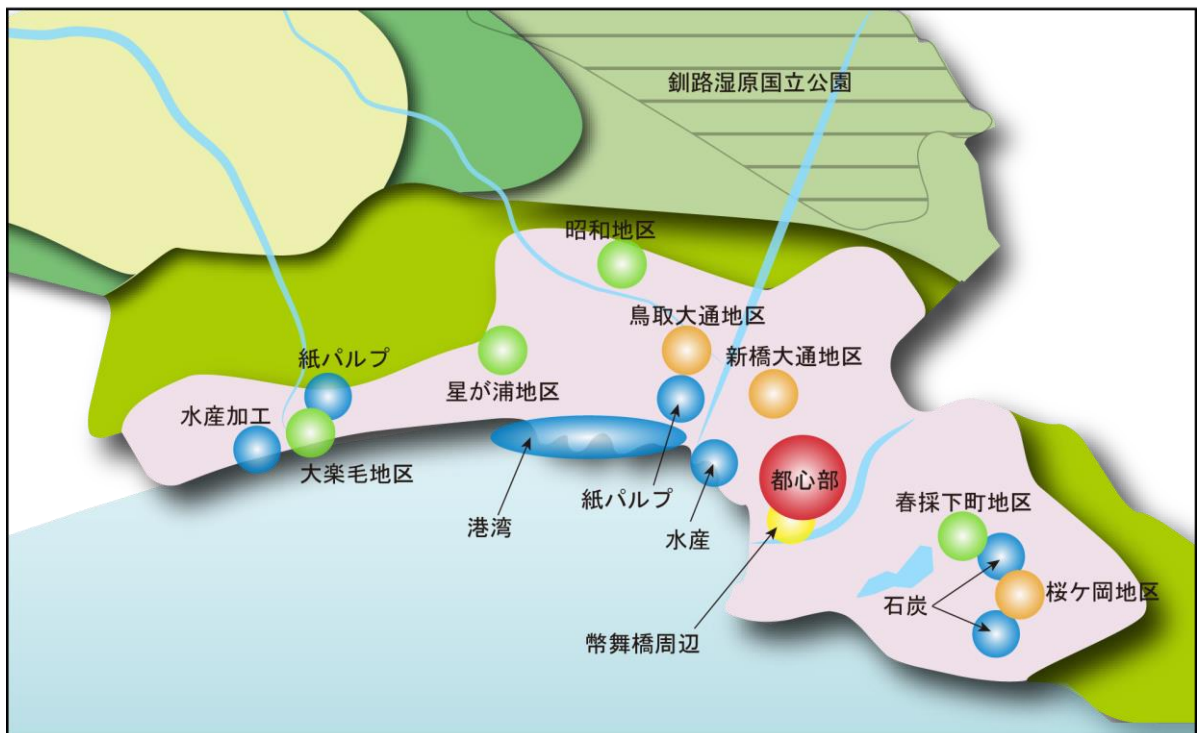 釧路湿原国立公園
昭和地区
鳥取大通地区
新橋大通地区
紙パルプ
星が浦地区
水産加工
大楽毛地区
都心部
港湾
紙パルプ
水産
春採下町地区
石炭
桜ケ岡地区
幣舞橋周辺